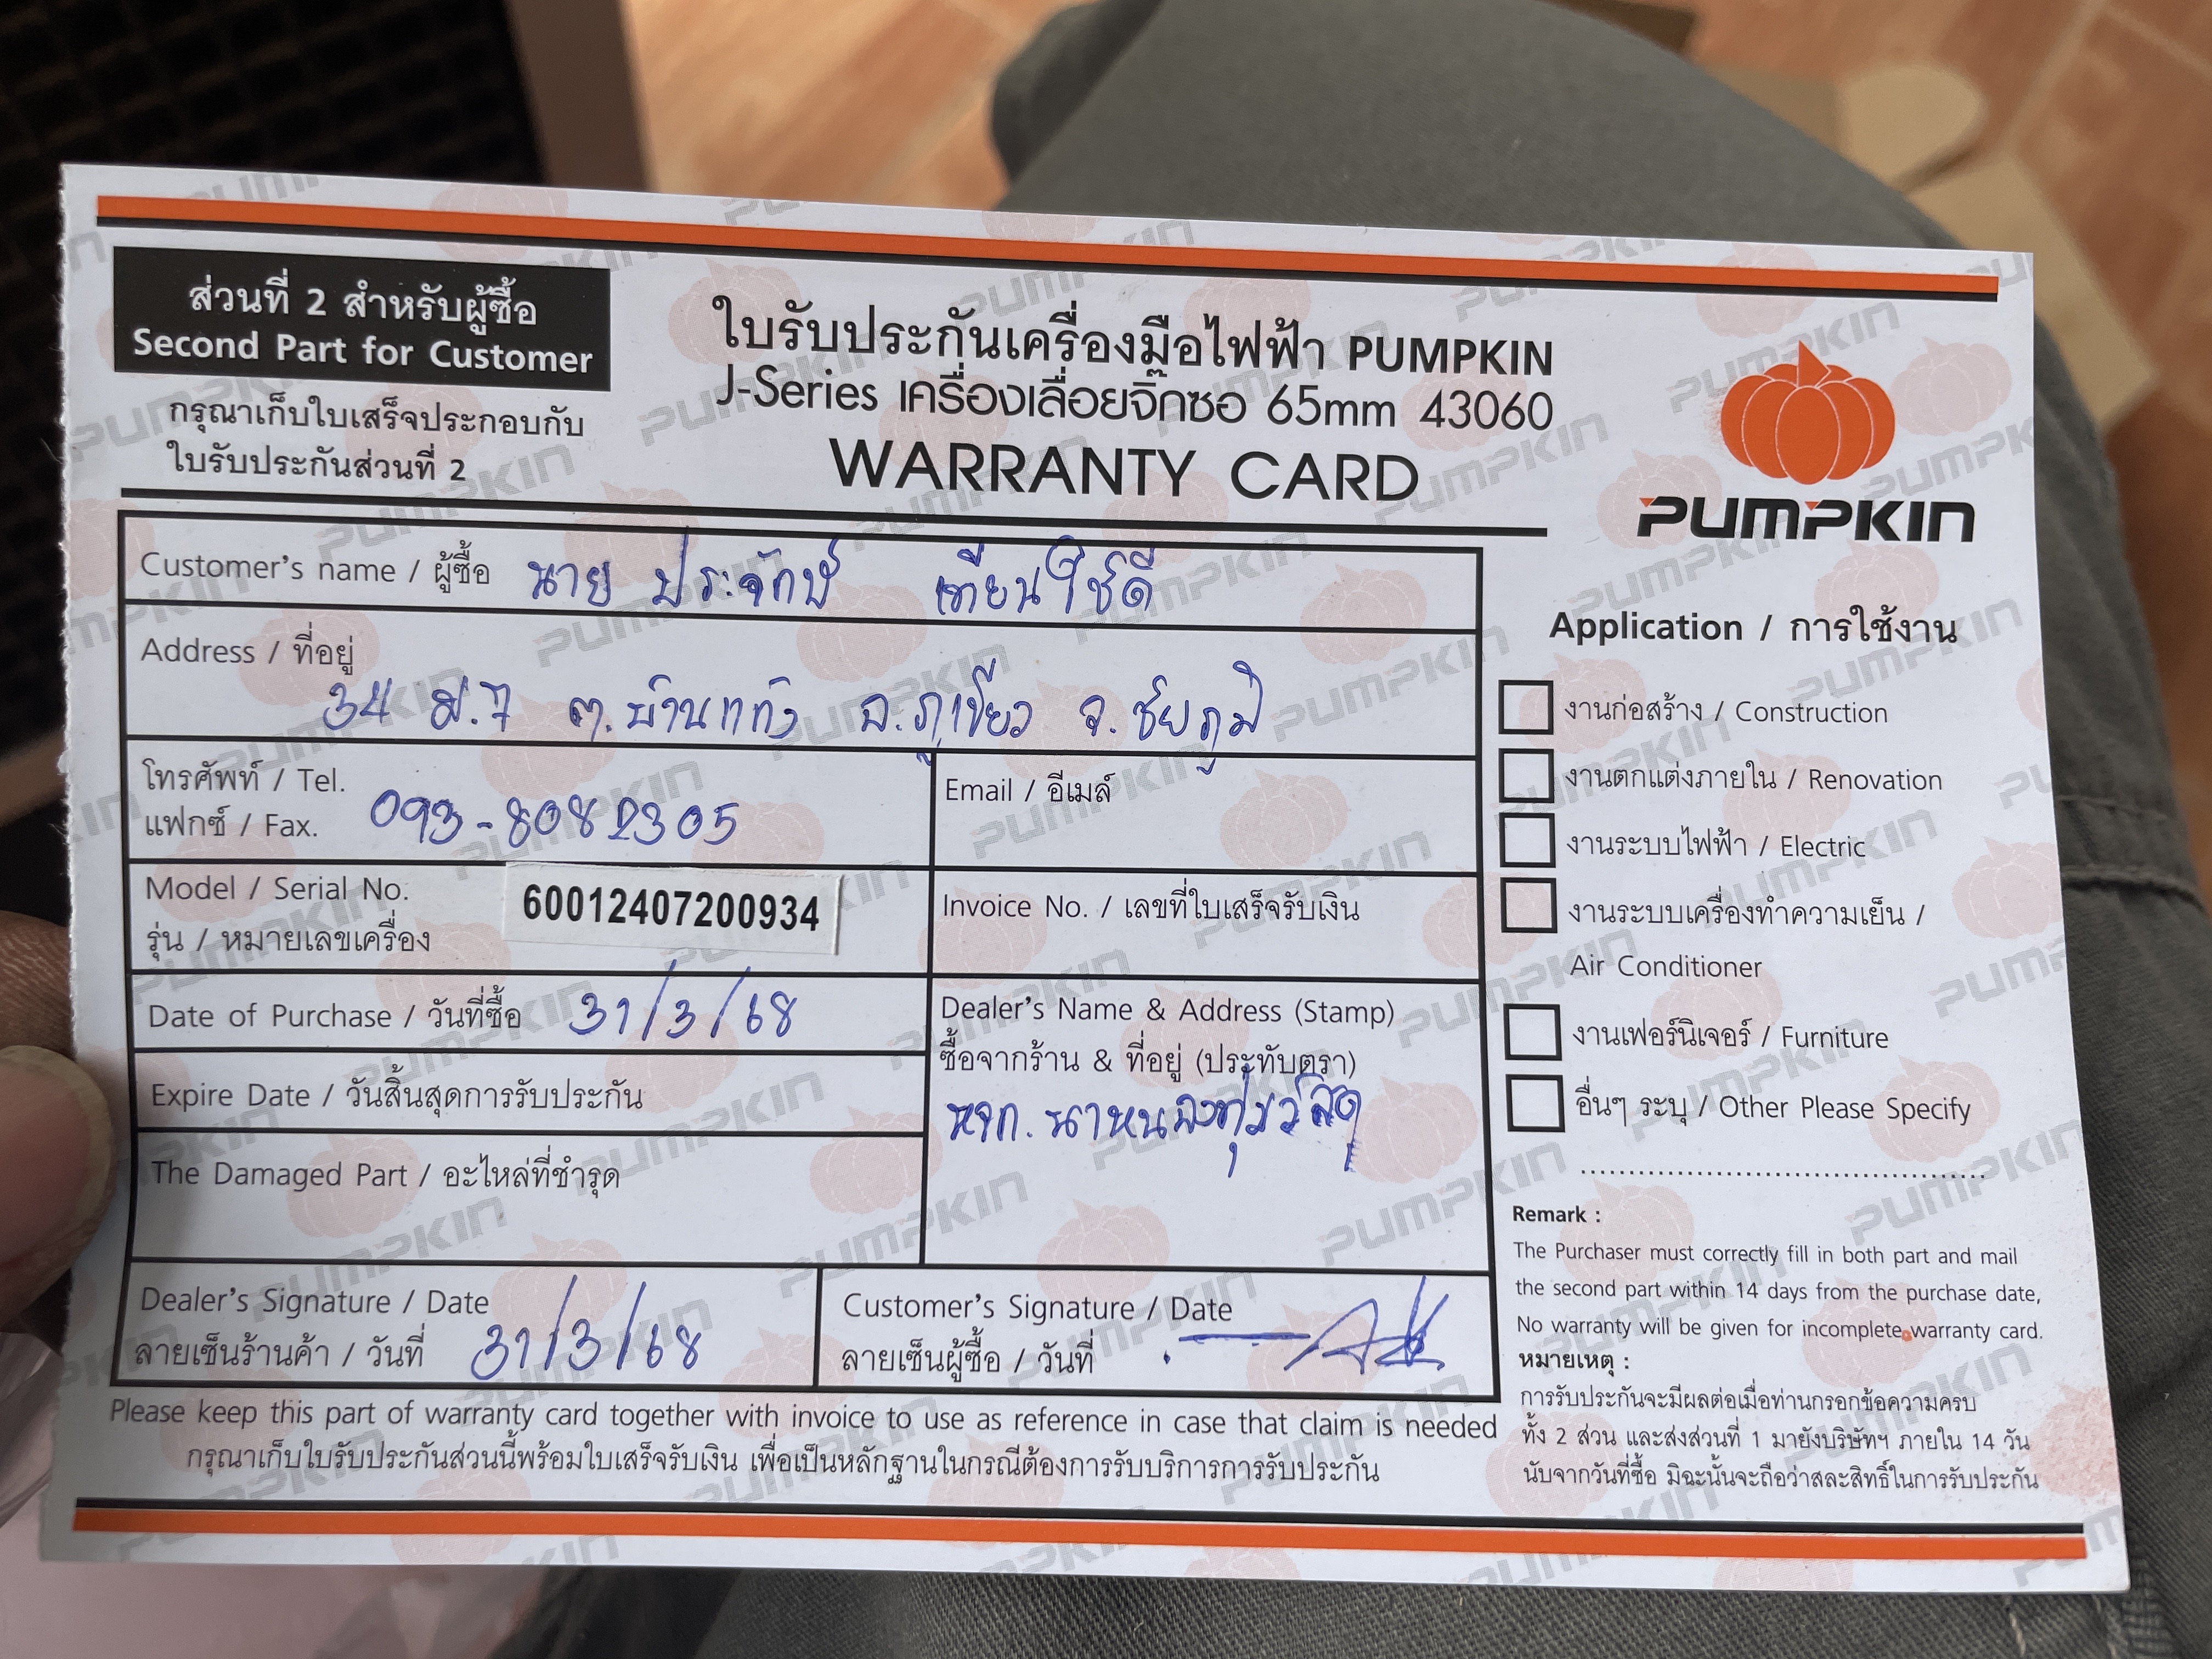 ส่วนที่ 2 สำหรับผู้ซื้อ
Second Part for Customer
กรุณาเก็บใบเสร็จประกอบกับ
ใบรับประกันส่วนที่ 2
ใบรับประกันเครื่องมือไฟฟ้า PUMPKIN
J-Series เครื่องเลื่อยจิ๊กซอ 65mm 43060
WARRANTY CARD
PUMPKIN
Customer's name / ผู้ซื้อ นาย ประจักษ์ เทียนใช้ดี
Address / ที่อยู่
34 ม.7 ต.บ้านแก้ง อ.ภูเขียว จ.ชัยภูมิ
โทรศัพท์ / Tel.
แฟกซ์ / Fax. 093-8082305
Email / อีเมล์
Model / Serial No.
รุ่น / หมายเลขเครื่อง
60012407200934
Invoice No. / เลขที่ใบเสร็จรับเงิน
Date of Purchase / วันที่ซื้อ 31/3/68
Expire Date / วันสิ้นสุดการรับประกัน
The Damaged Part / อะไหล่ที่ชำรุด
Dealer's Name & Address (Stamp)
ซื้อจากร้าน & ที่อยู่ (ประทับตรา)
หจก. นาหนองทุ่มวัสดุ
Dealer's Signature / Date
ลายเซ็นร้านค้า / วันที่ 31/3/68
Customer's Signature / Date
ลายเซ็นผู้ซื้อ / วันที่
Please keep this part of warranty card together with invoice to use as reference in case that claim is needed
กรุณาเก็บใบรับประกันส่วนนี้พร้อมใบเสร็จรับเงิน เพื่อเป็นหลักฐานในกรณีต้องการรับบริการการรับประกัน
Application / การใช้งาน
งานก่อสร้าง / Construction
งานตกแต่งภายใน / Renovation
งานระบบไฟฟ้า / Electric
งานระบบเครื่องทำความเย็น /
Air Conditioner
งานเฟอร์นิเจอร์ / Furniture
อื่นๆ ระบุ / Other Please Specify
Remark :
The Purchaser must correctly fill in both part and mail
the second part within 14 days from the purchase date,
No warranty will be given for incomplete warranty card.
หมายเหตุ :
การรับประกันจะมีผลต่อเมื่อท่านกรอกข้อความครบ
ทั้ง 2 ส่วน และส่งส่วนที่ 1 มายังบริษัทฯ ภายใน 14 วัน
นับจากวันที่ซื้อ มิฉะนั้นจะถือว่าสละสิทธิ์ในการรับประกัน